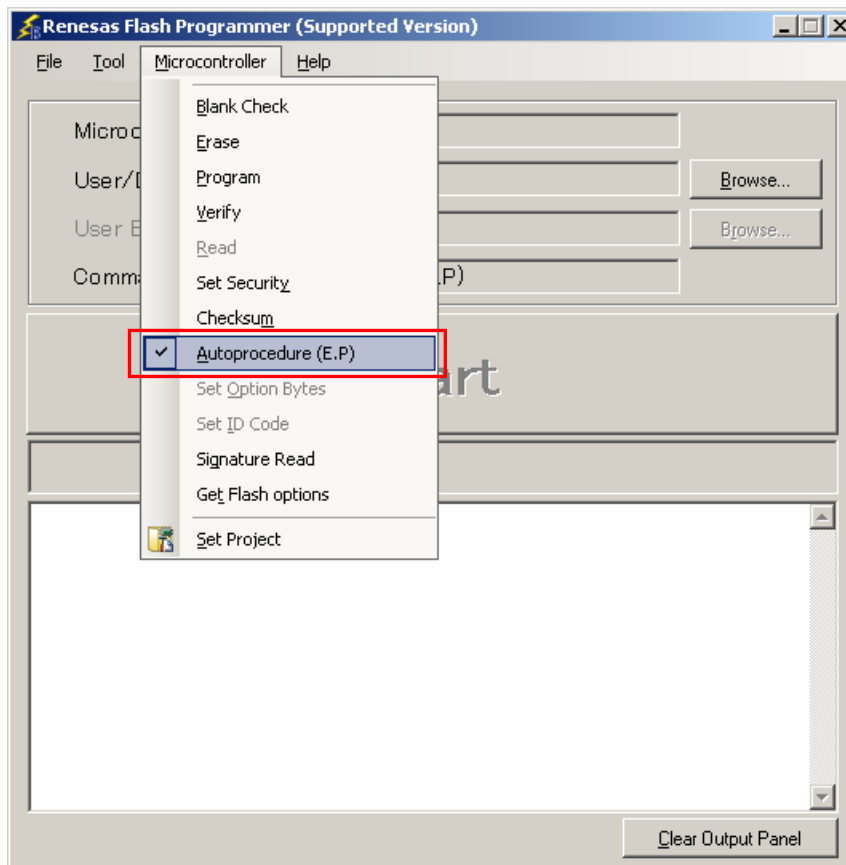 Renesas Flash Programmer (Supported Version)
File Tool Microcontroller Help
Blank Check
Microc
Erase
User/
Program
Browse...
Verify
User
Browse...
Read
Comma
Set Security
.P)
Checksum
Autoprocedure (E.P)
art
Set Option Bytes
Set ID Code
Signature Read
Get Flash options
Set Project
Clear Output Panel